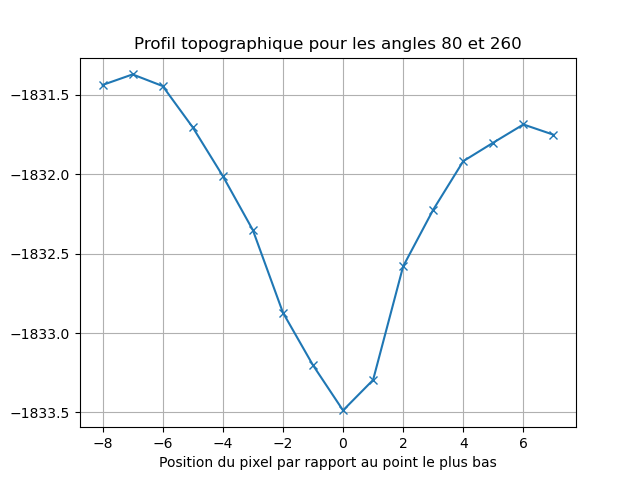 Profil topographique pour les angles 80 et 260
−1831.5
−1832.0
−1832.5
−1833.0
−1833.5
−8 −6 −4 −2 0 2 4 6
Position du pixel par rapport au point le plus bas